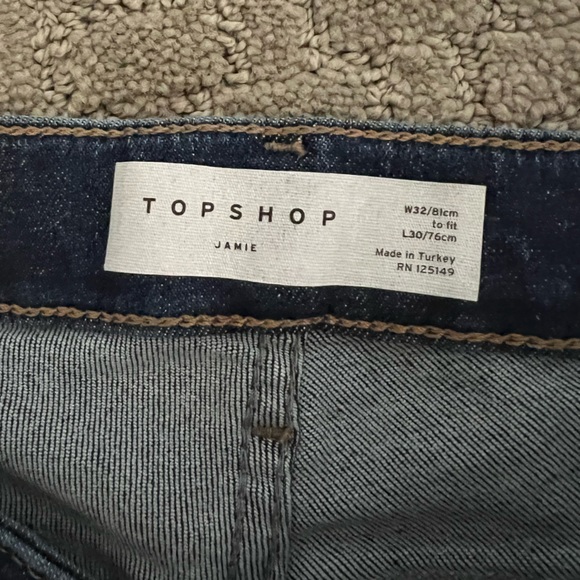 TOPSHOP
JAMIE
W32/81cm
to fit
L30/76cm
Made in Turkey
RN 125149